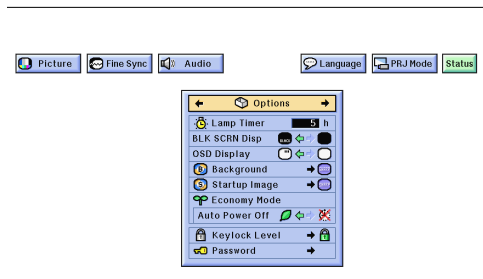 Picture Fine Sync Audio Language PRJ Mode Status
Options
Lamp Timer 5 h
BLK SCRN Disp BLACK
OSD Display
B Background
S Startup Image
Economy Mode
Auto Power Off
Keylock Level
Password